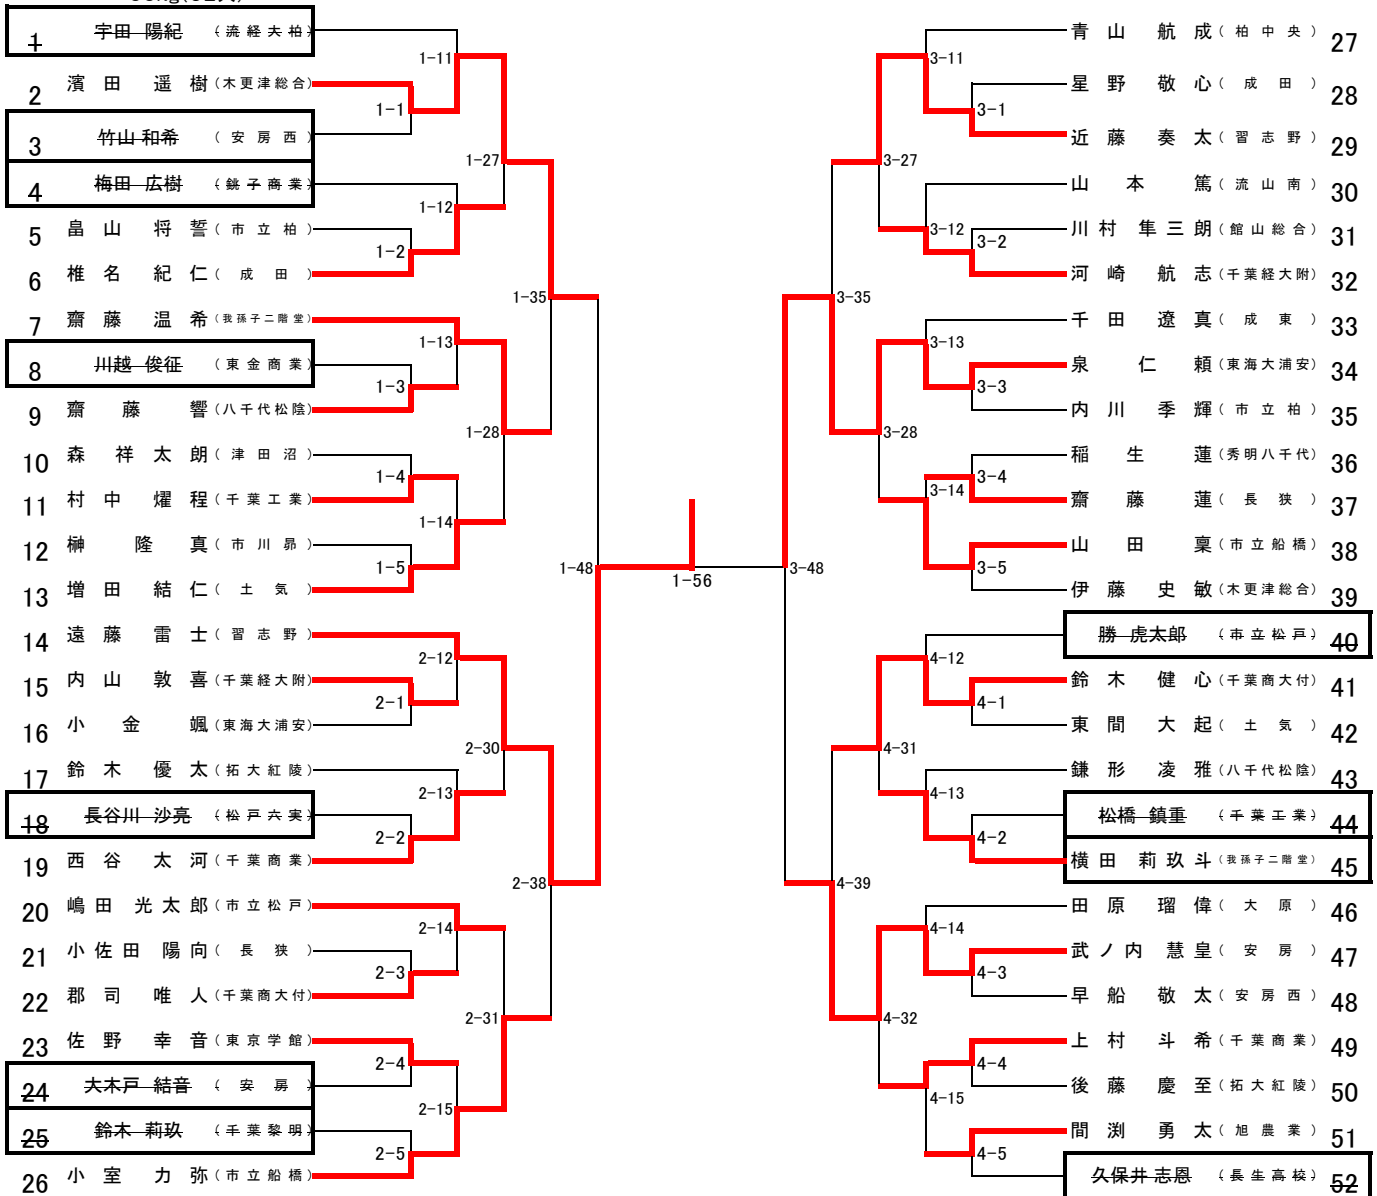 1 宇田 陽紀 (流経大柏)
2 濱田 遥樹 (木更津総合)
3 竹山 和希 (安房西)
4 梅田 広樹 (銚子商業)
5 畠山 将誓 (市立柏)
6 椎名 紀仁 (成田)
7 齋藤 温希 (我孫子二階堂)
8 川越 俊征 (東金商業)
9 齋藤 響 (八千代松陰)
10 森 祥太朗 (津田沼)
11 村中 燿程 (千葉工業)
12 榊 隆真 (市川昴)
13 増田 結仁 (土気)
14 遠藤 雷士 (習志野)
15 内山 敦喜 (千葉経大附)
16 小金 颯 (東海大浦安)
17 鈴木 優太 (拓大紅陵)
18 長谷川 沙亮 (松戸六実)
19 西谷 太河 (千葉商業)
20 嶋田 光太郎 (市立松戸)
21 小佐田 陽向 (長狭)
22 郡司 唯人 (千葉商大付)
23 佐野 幸音 (東京学館)
24 大木戸 結音 (安房)
25 鈴木 莉玖 (千葉黎明)
26 小室 力弥 (市立船橋)
1-11
1-1
1-27
1-12
1-2
1-35
1-13
1-3
1-28
1-4
1-14
1-5
1-48
2-12
2-1
2-30
2-13
2-2
2-38
2-14
2-3
2-31
2-4
2-15
2-5
1-56
3-11
3-1
3-27
3-12
3-2
3-35
3-13
3-3
3-28
3-4
3-14
3-5
3-48
4-12
4-1
4-31
4-13
4-2
4-39
4-14
4-3
4-32
4-4
4-15
4-5
青山 航成 (柏中央) 27
星野 敬心 (成田) 28
近藤 奏太 (習志野) 29
山本 篤 (流山南) 30
川村 隼三朗 (館山総合) 31
河崎 航志 (千葉経大附) 32
千田 遼真 (成東) 33
泉 仁頼 (東海大浦安) 34
内川 季輝 (市立柏) 35
稲生 蓮 (秀明八千代) 36
齋藤 蓮 (長狭) 37
山田 稟 (市立船橋) 38
伊藤 史敏 (木更津総合) 39
勝 虎太郎 (市立松戸) 40
鈴木 健心 (千葉商大付) 41
東間 大起 (土気) 42
鎌形 凌雅 (八千代松陰) 43
松橋 鎮重 (千葉工業) 44
横田 莉玖斗 (我孫子二階堂) 45
田原 瑠偉 (大原) 46
武ノ内 慧皇 (安房) 47
早船 敬太 (安房西) 48
上村 斗希 (千葉商業) 49
後藤 慶至 (拓大紅陵) 50
間渕 勇太 (旭農業) 51
久保井 志恩 (長生高校) 52